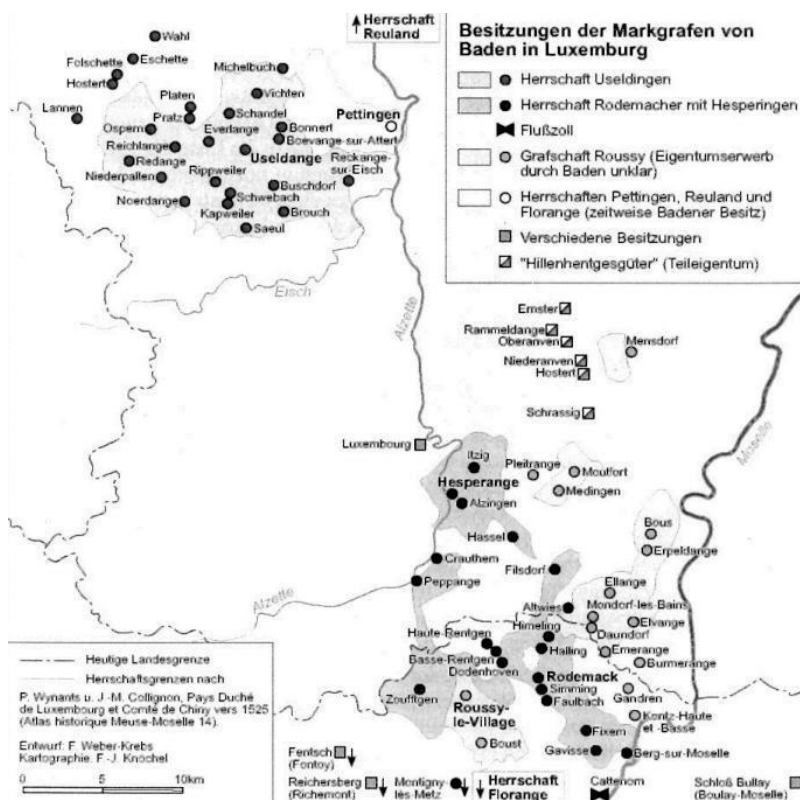 Herrschaft
Reuland
Besitzungen der Markgrafen von
Baden in Luxemburg
Herrschaft Useldingen
Herrschaft Rodemacher mit Hesperingen
Flußzoll
Grafschaft Roussy (Eigentumserwerb
durch Baden unklar)
Herrschaften Pettingen, Reuland und
Florange (zeitweise Badener Besitz)
Verschiedene Besitzungen
"Hillenhentgesgüter" (Teileigentum)
Wahl
Eschette
Folschette
Hostert
Michelbuch
Lannen
Platen
Vichten
Pratz
Schandel
Pettingen
Ospern
Everlange
Bonnert
Boevange-sur-Attert
Reichlange
Useldange
Reckange-
sur-Eisch
Redange
Rippweiler
Niederpallen
Buschdorf
Schwebach
Noerdange
Kapweiler
Brouch
Saeul
Eisch
Alzette
Ernster
Rammeldange
Oberanven
Mensdorf
Niederanven
Hostert
Schrassig
Moselle
Luxembourg
Itzig
Pleitrange
Moutfort
Hesperange
Medingen
Alzingen
Hassel
Bous
Erpeldange
Crauthem
Filsdorf
Peppange
Ellange
Alzette
Altwies
Mondorf-les-Bains
Himeling
Elvange
Haute-Rentgen
Daundorf
Halling
Emerange
Basse-Rentgen
Burmerange
Dodenhoven
Rodemack
Zoufftgen
Simming
Gandren
Faulbach
Roussy-
le-Village
Kontz-Haute
et -Basse
Fixem
Boust
Gavisse
Berg-sur-Moselle
Heutige Landesgrenze
Herrschaftsgrenzen nach
P. Wynants u. J.-M. Collignon, Pays Duché
de Luxembourg et Comté de Chiny vers 1525
(Atlas historique Meuse-Moselle 14).
Entwurf: F. Weber-Krebs
Kartographie: F.-J. Knöchel
0 5 10km
Fentsch
(Fontoy)
Reichersberg
(Richemont)
Montigny-
lès-Metz
Herrschaft
Florange
Cattenom
Schloß Bullay
(Boulay-Moselle)